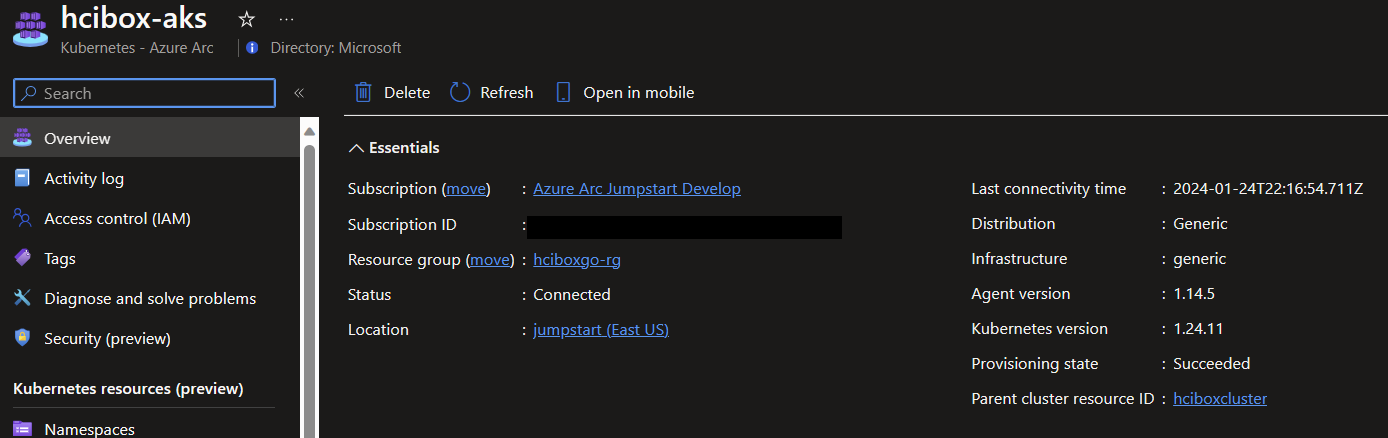 hcibox-aks
Kubernetes - Azure Arc
Directory: Microsoft
Search
Delete
Refresh
Open in mobile
Overview
Activity log
Access control (IAM)
Tags
Diagnose and solve problems
Security (preview)
Kubernetes resources (preview)
Namespaces
Essentials
Subscription (move) : Azure Arc Jumpstart Develop
Subscription ID :
Resource group (move) : hciboxgo-rg
Status : Connected
Location : jumpstart (East US)
Last connectivity time : 2024-01-24T22:16:54.711Z
Distribution : Generic
Infrastructure : generic
Agent version : 1.14.5
Kubernetes version : 1.24.11
Provisioning state : Succeeded
Parent cluster resource ID : hciboxcluster